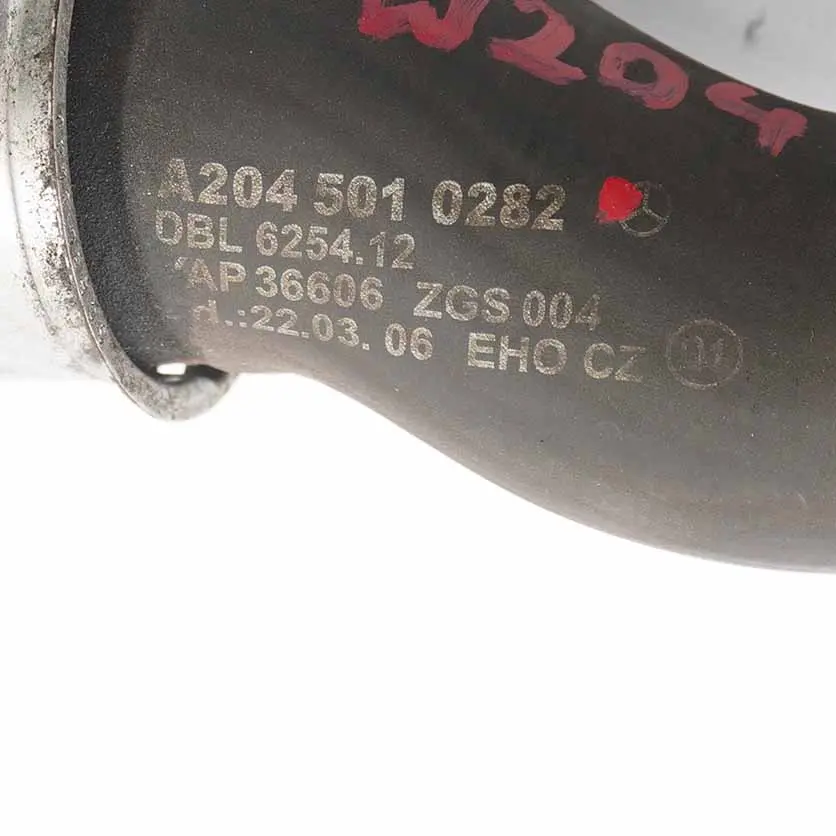 W204
A204 501 0282
DBL 6254.12
AP 36606 ZGS 004
d.:22.03.06 EHO CZ